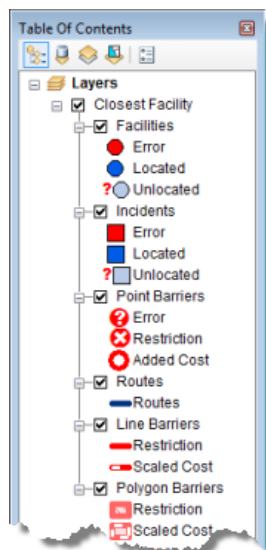 Table Of Contents
Layers
Closest Facility
Facilities
Error
Located
?Unlocated
Incidents
Error
Located
?Unlocated
Point Barriers
Error
Restriction
Added Cost
Routes
Routes
Line Barriers
Restriction
Scaled Cost
Polygon Barriers
Restriction
Scaled Cost